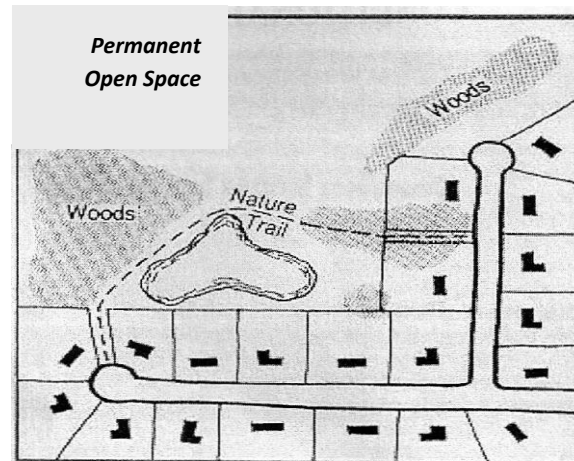 Permanent
Open Space
Woods
Nature
Trail
Woods